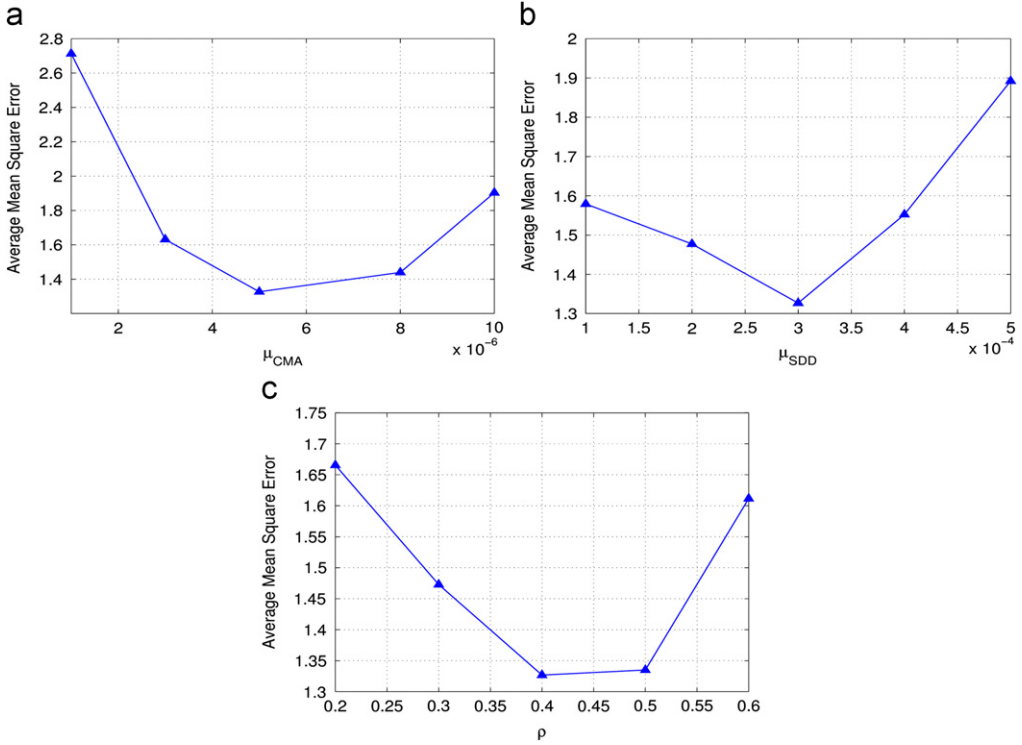 a
2.8
2.6
2.4
2.2
2
1.8
1.6
1.4
Average Mean Square Error
2 4 6 8 10
x 10⁻⁶
μCMA
b
2
1.9
1.8
1.7
1.6
1.5
1.4
1.3
Average Mean Square Error
1 1.5 2 2.5 3 3.5 4 4.5 5
x 10⁻⁴
μSDD
c
1.75
1.7
1.65
1.6
1.55
1.5
1.45
1.4
1.35
1.3
Average Mean Square Error
0.2 0.25 0.3 0.35 0.4 0.45 0.5 0.55 0.6
ρ